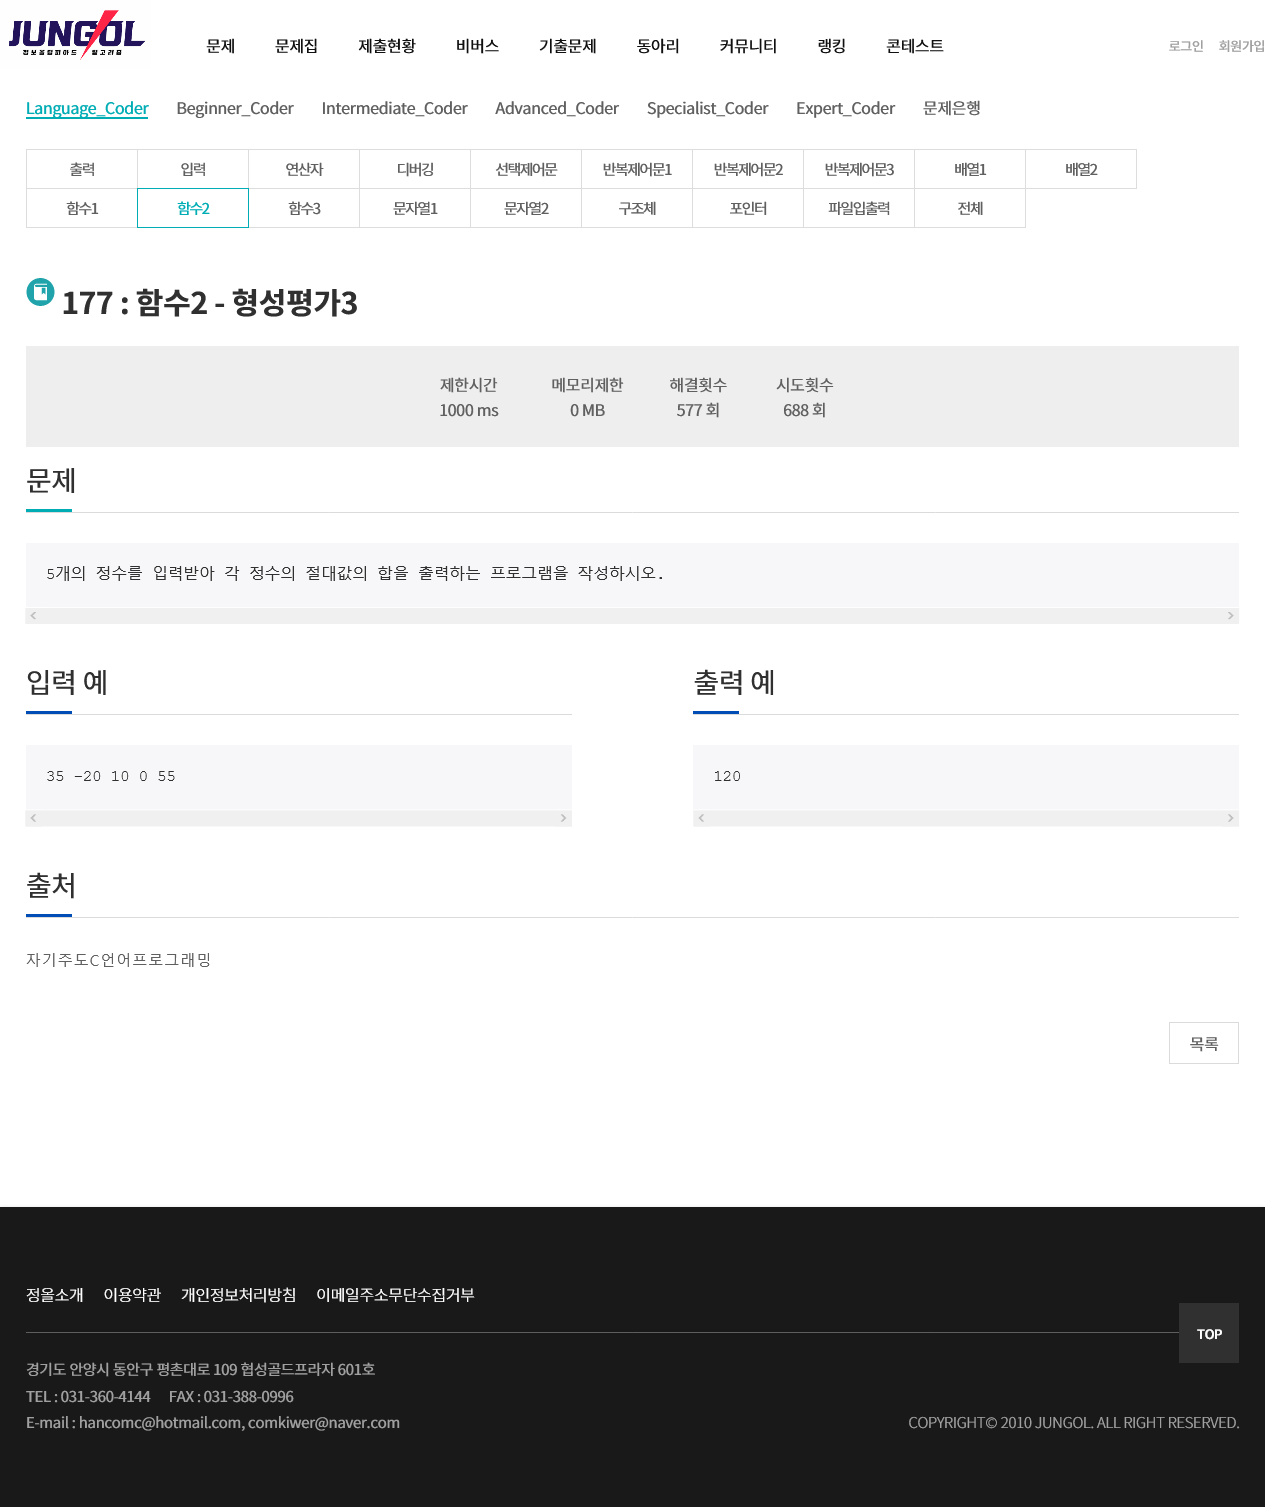 JUNGOL
정보올림피아드 알고리즘
문제 문제집 제출현황 비버스 기출문제 동아리 커뮤니티 랭킹 콘테스트 로그인 회원가입
Language_Coder Beginner_Coder Intermediate_Coder Advanced_Coder Specialist_Coder Expert_Coder 문제은행
출력 입력 연산자 디버깅 선택제어문 반복제어문1 반복제어문2 반복제어문3 배열1 배열2
함수1 함수2 함수3 문자열1 문자열2 구조체 포인터 파일입출력 전체
177 : 함수2 - 형성평가3
제한시간 메모리제한 해결횟수 시도횟수
1000 ms 0 MB 577 회 688 회
문제
5개의 정수를 입력받아 각 정수의 절대값의 합을 출력하는 프로그램을 작성하시오.
입력 예
35 -20 10 0 55
출력 예
120
출처
자기주도C언어프로그래밍
목록
정올소개 이용약관 개인정보처리방침 이메일주소무단수집거부
TOP
경기도 안양시 동안구 평촌대로 109 협성골드프라자 601호
TEL : 031-360-4144 FAX : 031-388-0996
E-mail : hancomc@hotmail.com, comkiwer@naver.com
COPYRIGHT© 2010 JUNGOL. ALL RIGHT RESERVED.